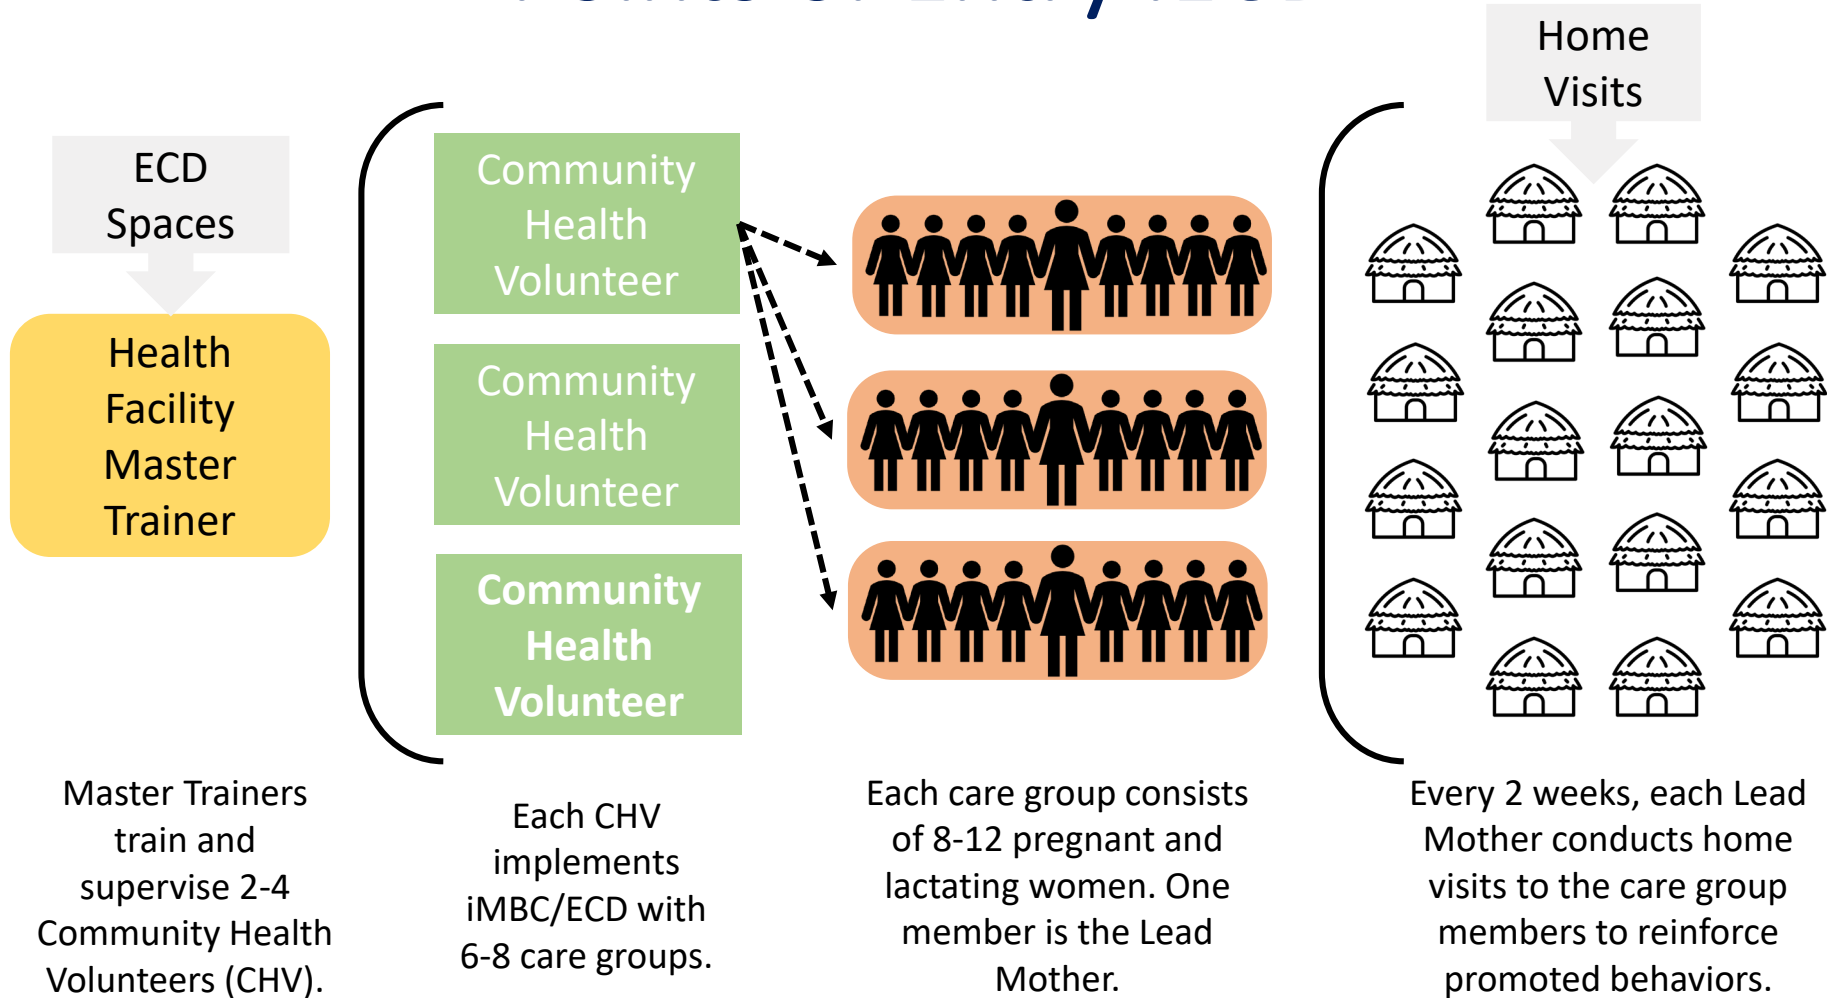 Home
Visits
ECD
Spaces
Health
Facility
Master
Trainer
Community
Health
Volunteer
Community
Health
Volunteer
Community
Health
Volunteer
Master Trainers
train and
supervise 2-4
Community Health
Volunteers (CHV).
Each CHV
implements
iMBC/ECD with
6-8 care groups.
Each care group consists
of 8-12 pregnant and
lactating women. One
member is the Lead
Mother.
Every 2 weeks, each Lead
Mother conducts home
visits to the care group
members to reinforce
promoted behaviors.